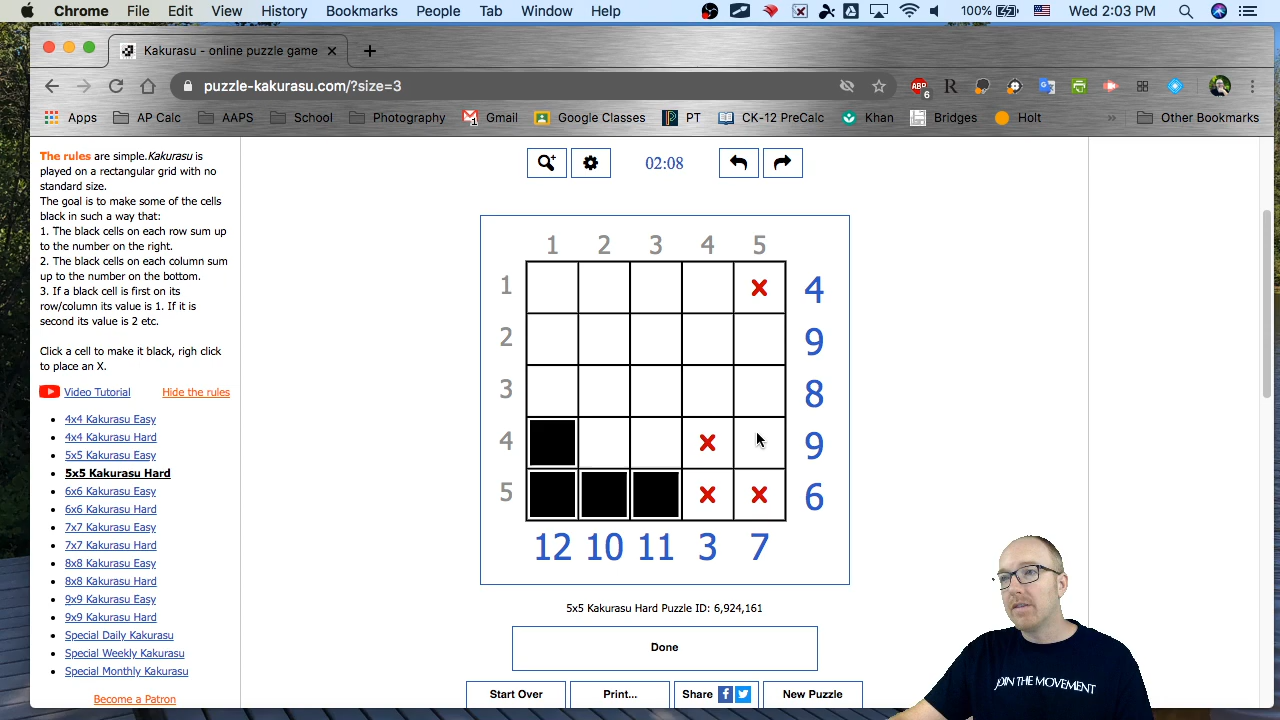 Chrome File Edit View History Bookmarks People Tab Window Help 100% Wed 2:03 PM
Kakurasu - online puzzle game
puzzle-kakurasu.com/?size=3
ABP 6 R
Apps AP Calc AAPS School Photography Gmail Google Classes PT CK-12 PreCalc Khan Bridges Holt » Other Bookmarks
The rules are simple.Kakurasu is
played on a rectangular grid with no
standard size.
The goal is to make some of the cells
black in such a way that:
1. The black cells on each row sum up
to the number on the right.
2. The black cells on each column sum
up to the number on the bottom.
3. If a black cell is first on its
row/column its value is 1. If it is
second its value is 2 etc.
Click a cell to make it black, righ click
to place an X.
Video Tutorial Hide the rules
4x4 Kakurasu Easy
4x4 Kakurasu Hard
5x5 Kakurasu Easy
5x5 Kakurasu Hard
6x6 Kakurasu Easy
6x6 Kakurasu Hard
7x7 Kakurasu Easy
7x7 Kakurasu Hard
8x8 Kakurasu Easy
8x8 Kakurasu Hard
9x9 Kakurasu Easy
9x9 Kakurasu Hard
Special Daily Kakurasu
Special Weekly Kakurasu
Special Monthly Kakurasu
Become a Patron
02:08
1 2 3 4 5
1 4
2 9
3 8
4 9
5 6
12 10 11 3 7
5x5 Kakurasu Hard Puzzle ID: 6,924,161
Done
Start Over Print... Share New Puzzle
JOIN THE MOVEMENT